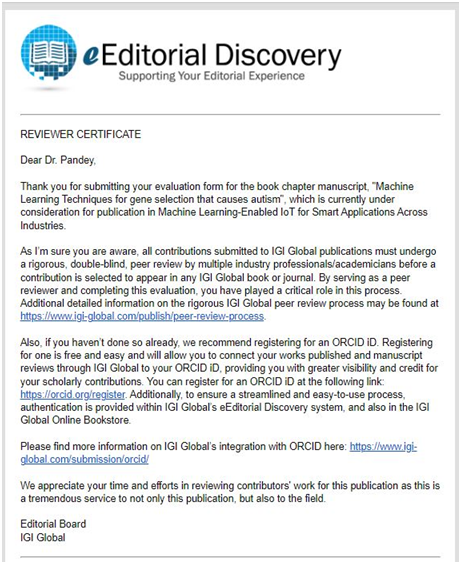 eEditorial Discovery
Supporting Your Editorial Experience
REVIEWER CERTIFICATE
Dear Dr. Pandey,
Thank you for submitting your evaluation form for the book chapter manuscript, "Machine
Learning Techniques for gene selection that causes autism", which is currently under
consideration for publication in Machine Learning-Enabled IoT for Smart Applications Across
Industries.
As I'm sure you are aware, all contributions submitted to IGI Global publications must undergo
a rigorous, double-blind, peer review by multiple industry professionals/academicians before a
contribution is selected to appear in any IGI Global book or journal. By serving as a peer
reviewer and completing this evaluation, you have played a critical role in this process.
Additional detailed information on the rigorous IGI Global peer review process may be found at
https://www.igi-global.com/publish/peer-review-process.
Also, if you haven't done so already, we recommend registering for an ORCID iD. Registering
for one is free and easy and will allow you to connect your works published and manuscript
reviews through IGI Global to your ORCID iD, providing you with greater visibility and credit for
your scholarly contributions. You can register for an ORCID iD at the following link:
https://orcid.org/register. Additionally, to ensure a streamlined and easy-to-use process,
authentication is provided within IGI Global's eEditorial Discovery system, and also in the IGI
Global Online Bookstore.
Please find more information on IGI Global's integration with ORCID here: https://www.igi-
global.com/submission/orcid/
We appreciate your time and efforts in reviewing contributors' work for this publication as this is
a tremendous service to not only this publication, but also to the field.
Editorial Board
IGI Global